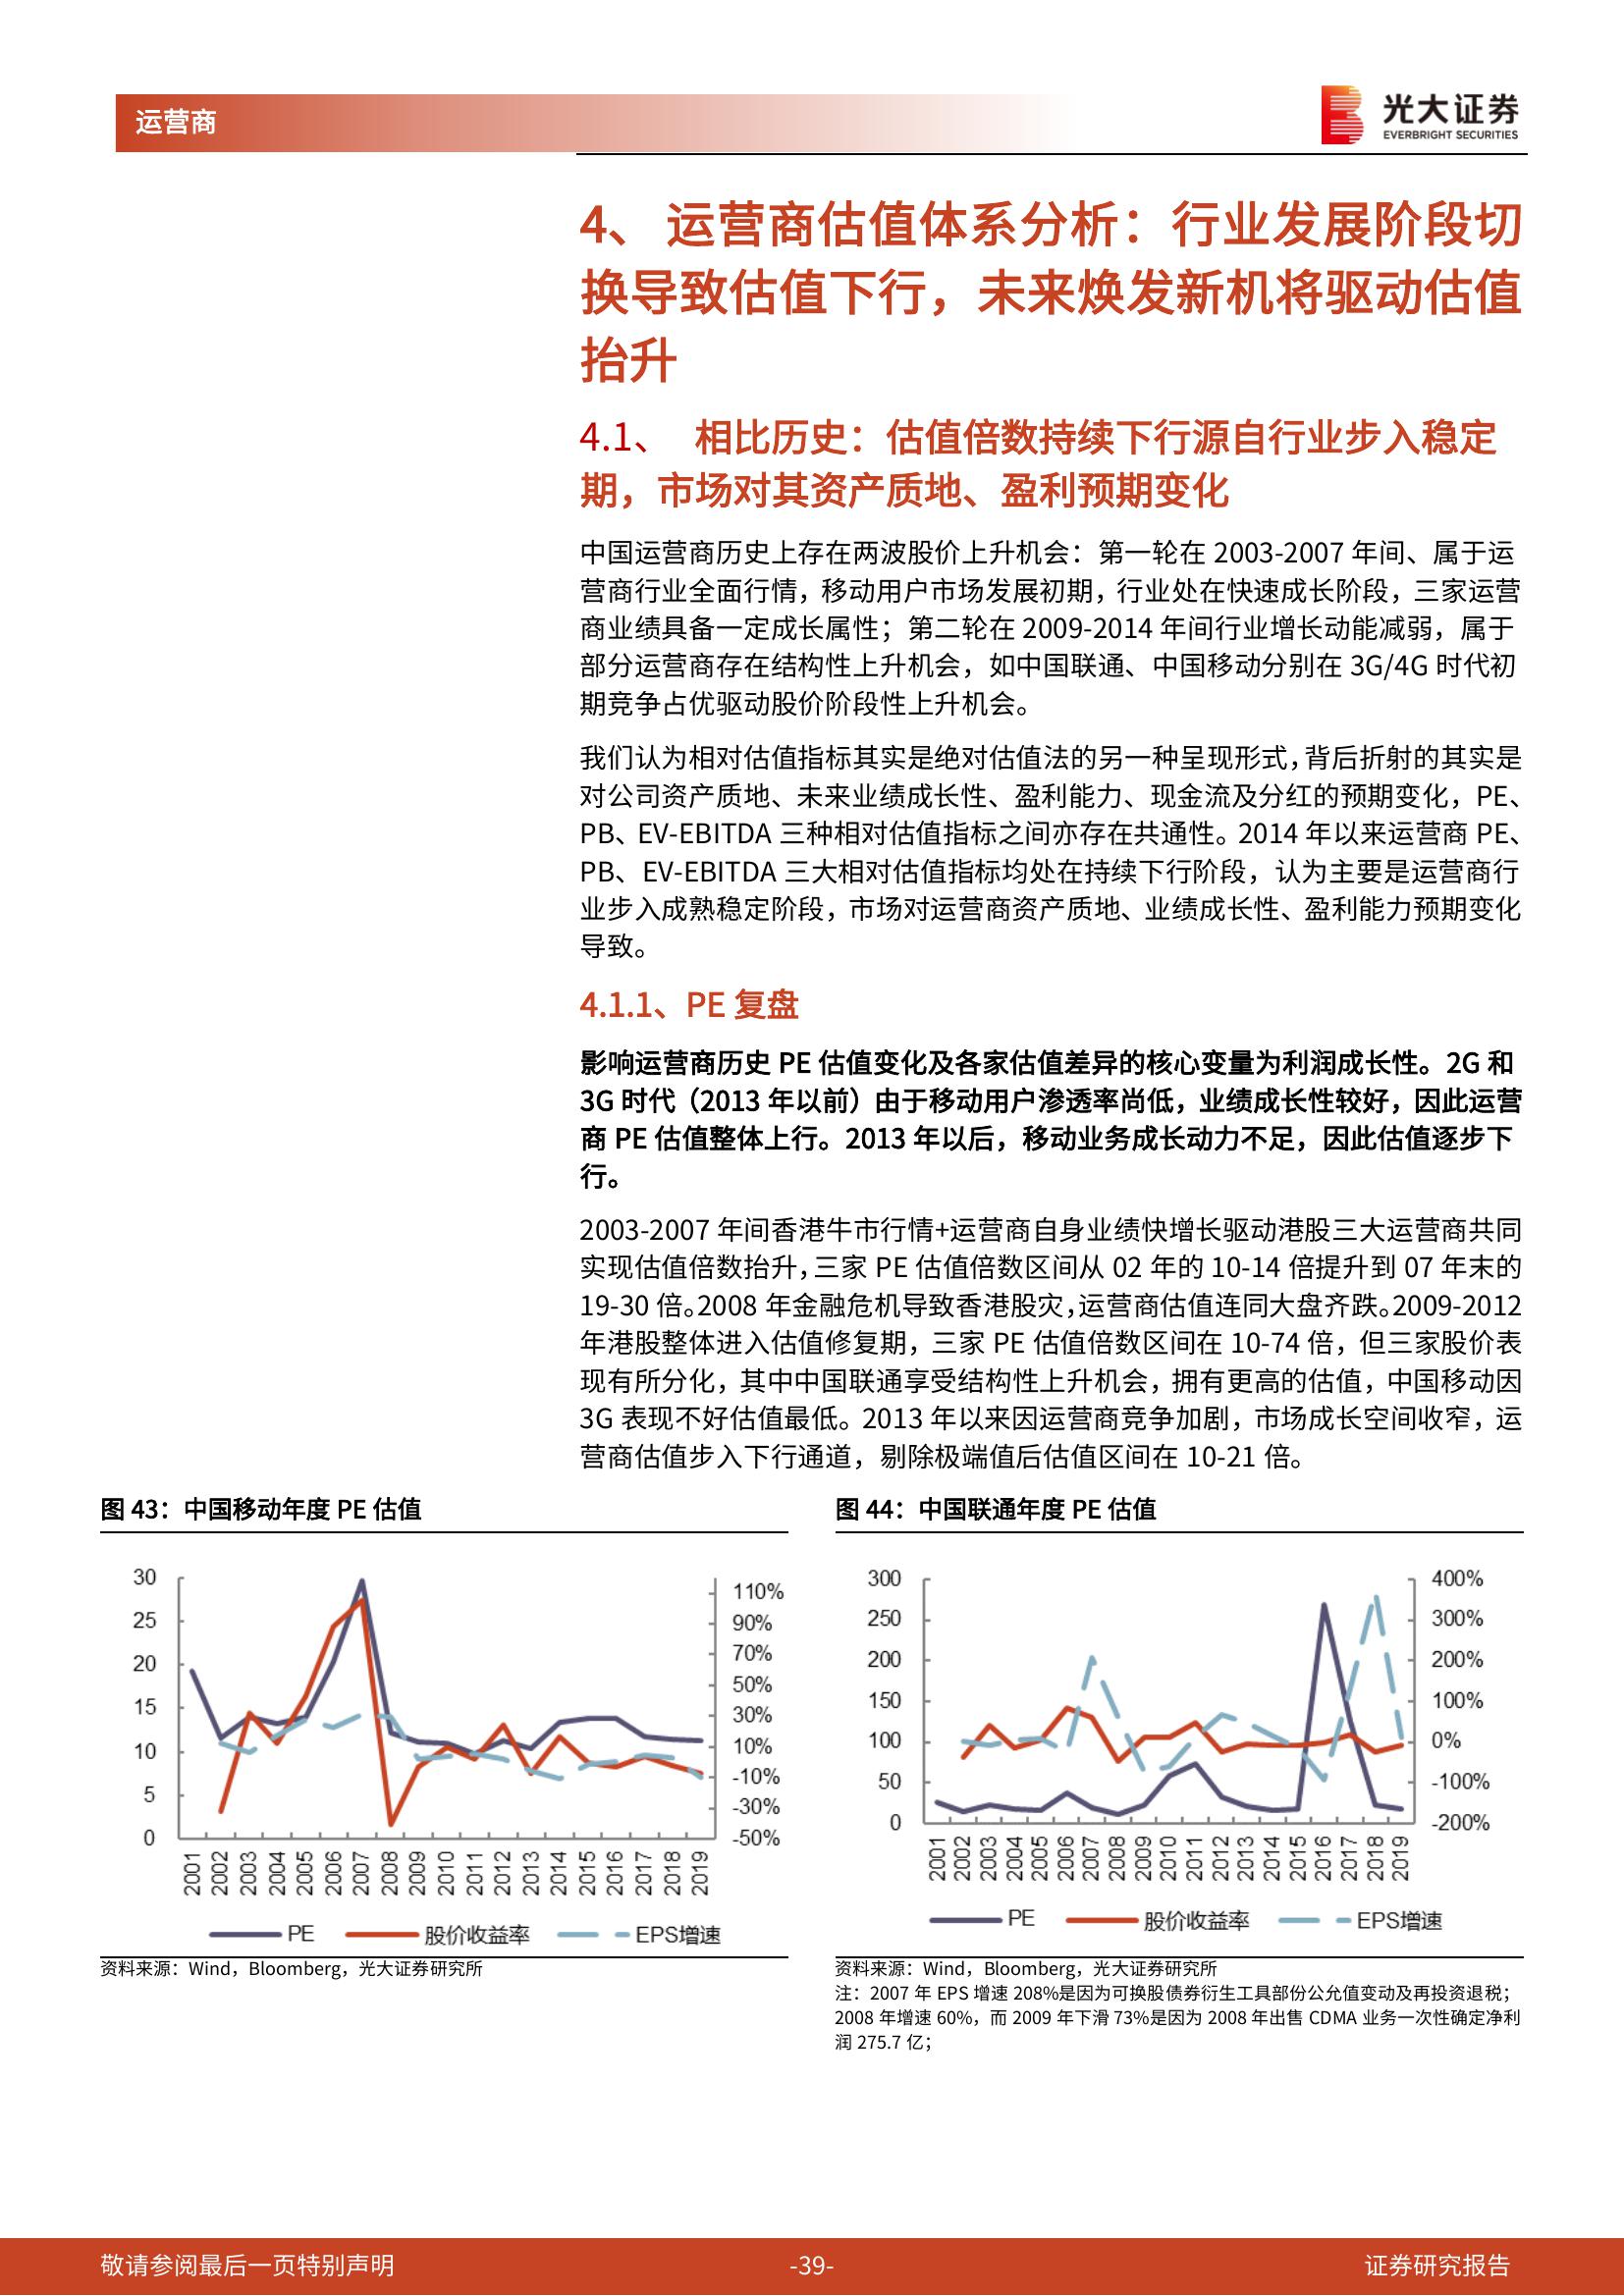 运营商
光大证券
EVERBRIGHT SECURITIES
4、 运营商估值体系分析：行业发展阶段切
换导致估值下行，未来焕发新机将驱动估值
抬升
4.1、 相比历史：估值倍数持续下行源自行业步入稳定
期，市场对其资产质地、盈利预期变化
中国运营商历史上存在两波股价上升机会：第一轮在 2003-2007 年间、属于运
营商行业全面行情，移动用户市场发展初期，行业处在快速成长阶段，三家运营
商业绩具备一定成长属性；第二轮在 2009-2014 年间行业增长动能减弱，属于
部分运营商存在结构性上升机会，如中国联通、中国移动分别在 3G/4G 时代初
期竞争占优驱动股价阶段性上升机会。
我们认为相对估值指标其实是绝对估值法的另一种呈现形式，背后折射的其实是
对公司资产质地、未来业绩成长性、盈利能力、现金流及分红的预期变化，PE、
PB、EV-EBITDA 三种相对估值指标之间亦存在共通性。2014 年以来运营商 PE、
PB、EV-EBITDA 三大相对估值指标均处在持续下行阶段，认为主要是运营商行
业步入成熟稳定阶段，市场对运营商资产质地、业绩成长性、盈利能力预期变化
导致。
4.1.1、PE 复盘
影响运营商历史 PE 估值变化及各家估值差异的核心变量为利润成长性。2G 和
3G 时代（2013 年以前）由于移动用户渗透率尚低，业绩成长性较好，因此运营
商 PE 估值整体上行。2013 年以后，移动业务成长动力不足，因此估值逐步下
行。
2003-2007 年间香港牛市行情+运营商自身业绩快增长驱动港股三大运营商共同
实现估值倍数抬升，三家 PE 估值倍数区间从 02 年的 10-14 倍提升到 07 年末的
19-30 倍。2008 年金融危机导致香港股灾，运营商估值连同大盘齐跌。2009-2012
年港股整体进入估值修复期，三家 PE 估值倍数区间在 10-74 倍，但三家股价表
现有所分化，其中中国联通享受结构性上升机会，拥有更高的估值，中国移动因
3G 表现不好估值最低。2013 年以来因运营商竞争加剧，市场成长空间收窄，运
营商估值步入下行通道，剔除极端值后估值区间在 10-21 倍。
图 43：中国移动年度 PE 估值
30
25
20
15
10
5
0
110%
90%
70%
50%
30%
10%
-10%
-30%
-50%
2001 2002 2003 2004 2005 2006 2007 2008 2009 2010 2011 2012 2013 2014 2015 2016 2017 2018 2019
PE 股价收益率 EPS增速
资料来源：Wind，Bloomberg，光大证券研究所
图 44：中国联通年度 PE 估值
300
250
200
150
100
50
0
400%
300%
200%
100%
0%
-100%
-200%
2001 2002 2003 2004 2005 2006 2007 2008 2009 2010 2011 2012 2013 2014 2015 2016 2017 2018 2019
PE 股价收益率 EPS增速
资料来源：Wind，Bloomberg，光大证券研究所
注：2007 年 EPS 增速 208%是因为可换股债券衍生工具部份公允值变动及再投资退税；
2008 年增速 60%，而 2009 年下滑 73%是因为 2008 年出售 CDMA 业务一次性确定净利
润 275.7 亿；
敬请参阅最后一页特别声明
-39-
证券研究报告